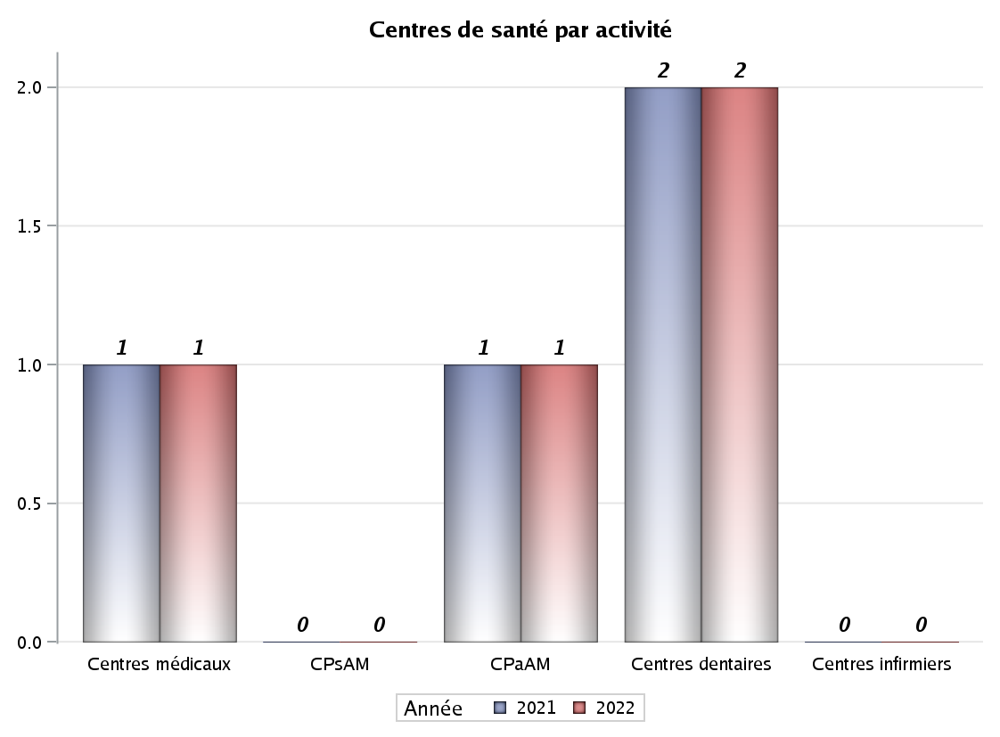 Centres de santé par activité
2 2
2.0
1.5
1 1 1 1
1.0
0.5
0 0 0 0
0.0
Centres médicaux CPsAM CPaAM Centres dentaires Centres infirmiers
Année 2021 2022